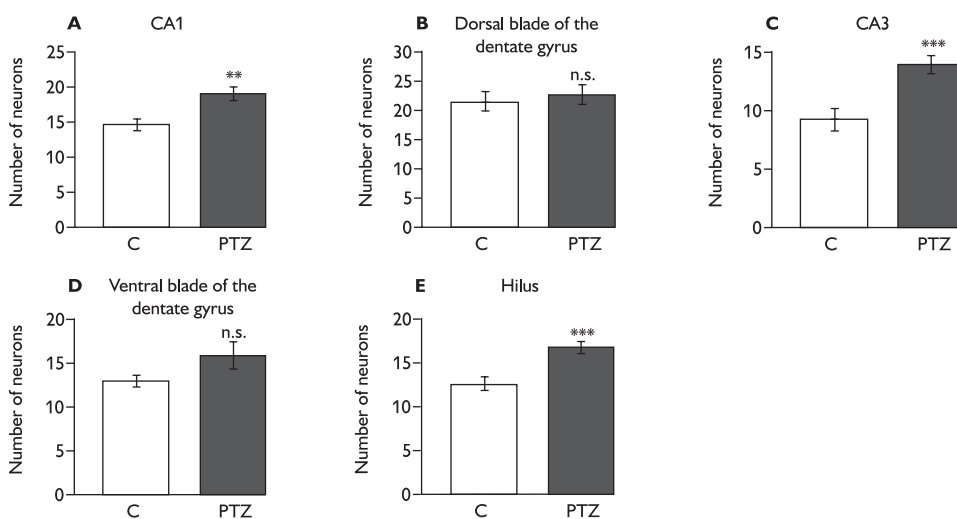 A CA1
Number of neurons
25
20
15
10
5
0
**
C PTZ
B Dorsal blade of the
dentate gyrus
Number of neurons
30
25
20
15
10
5
0
n.s.
C PTZ
C CA3
Number of neurons
15
10
5
0
***
C PTZ
D Ventral blade of the
dentate gyrus
Number of neurons
20
15
10
5
0
n.s.
C PTZ
E Hilus
Number of neurons
20
15
10
5
0
***
C PTZ